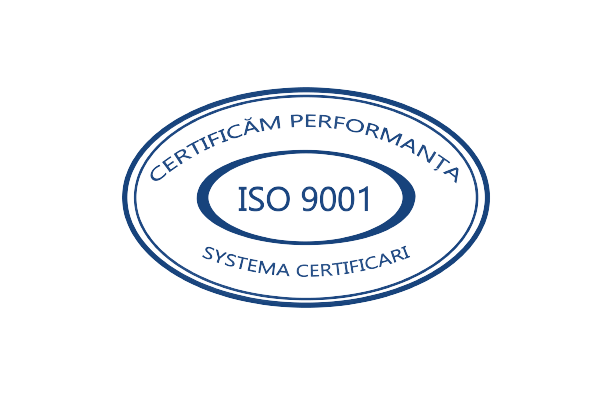 CERTIFICĂM PERFORMANȚA
ISO 9001
SYSTEMA CERTIFICARI